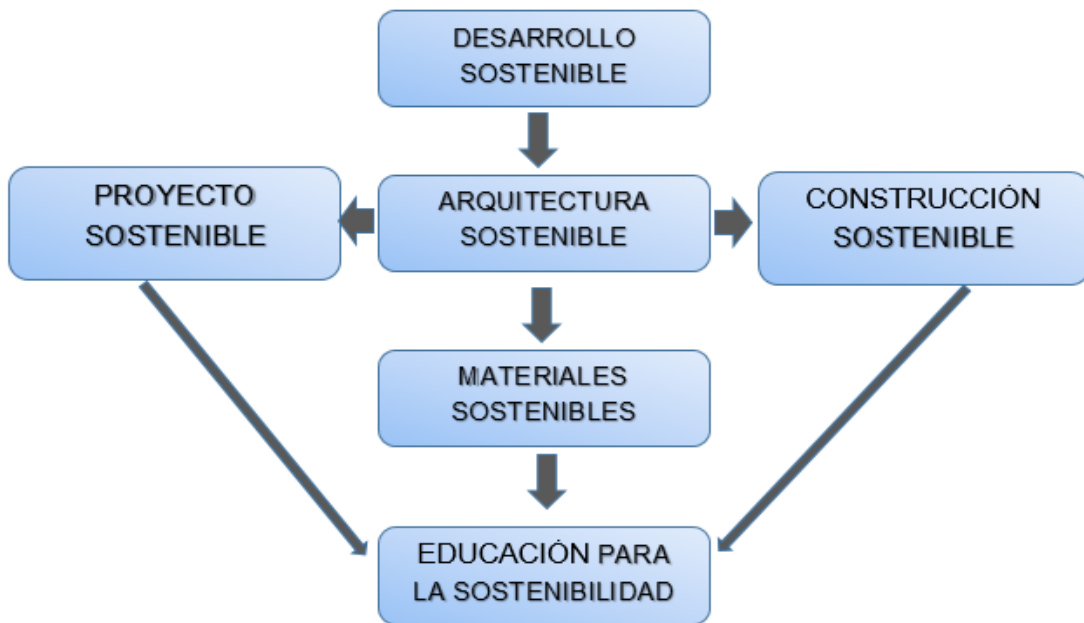 DESARROLLO
SOSTENIBLE
PROYECTO
SOSTENIBLE
ARQUITECTURA
SOSTENIBLE
CONSTRUCCIÓN
SOSTENIBLE
MATERIALES
SOSTENIBLES
EDUCACIÓN PARA
LA SOSTENIBILIDAD